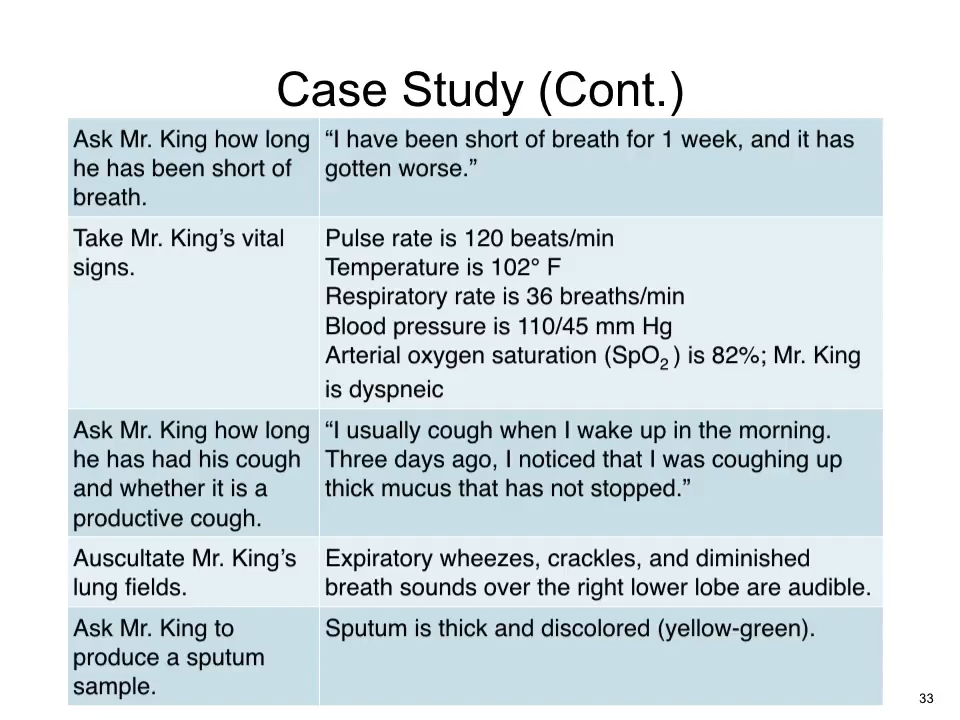 Case Study (Cont.)
Ask Mr. King how long
he has been short of
breath.
“I have been short of breath for 1 week, and it has
gotten worse.”
Take Mr. King’s vital
signs.
Pulse rate is 120 beats/min
Temperature is 102° F
Respiratory rate is 36 breaths/min
Blood pressure is 110/45 mm Hg
Arterial oxygen saturation (SpO2 ) is 82%; Mr. King
is dyspneic
Ask Mr. King how long
he has had his cough
and whether it is a
productive cough.
“I usually cough when I wake up in the morning.
Three days ago, I noticed that I was coughing up
thick mucus that has not stopped.”
Auscultate Mr. King’s
lung fields.
Expiratory wheezes, crackles, and diminished
breath sounds over the right lower lobe are audible.
Ask Mr. King to
produce a sputum
sample.
Sputum is thick and discolored (yellow-green).
33